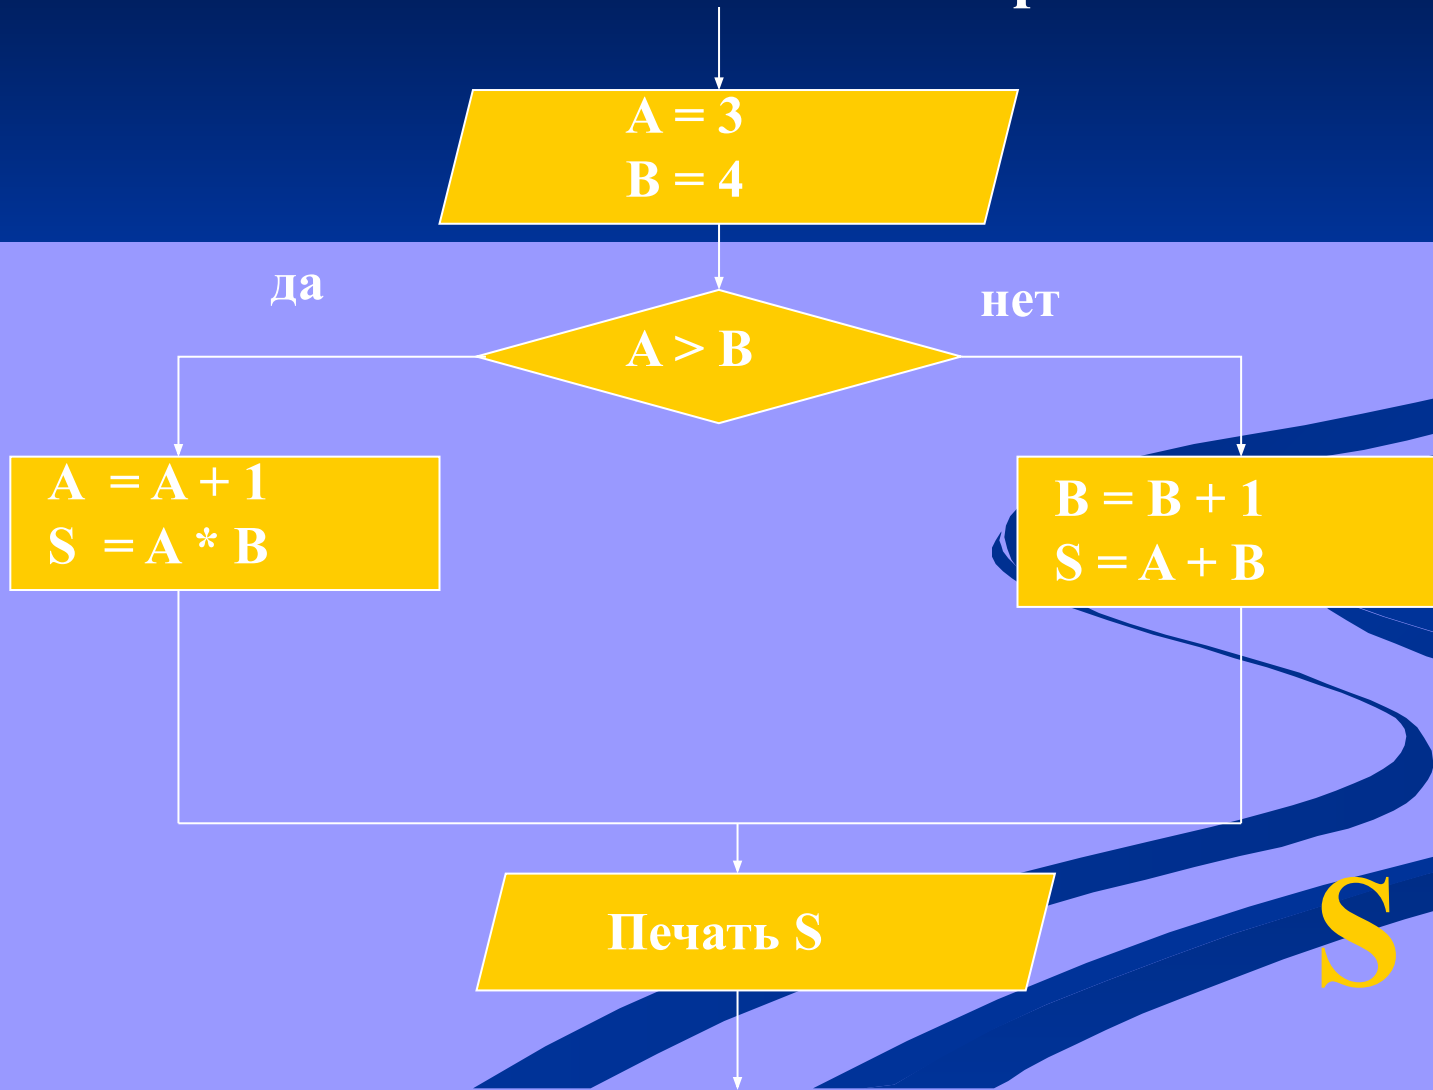 A = 3
B = 4
да
нет
A > B
A = A + 1
S = A * B
B = B + 1
S = A + B
Печать S
S